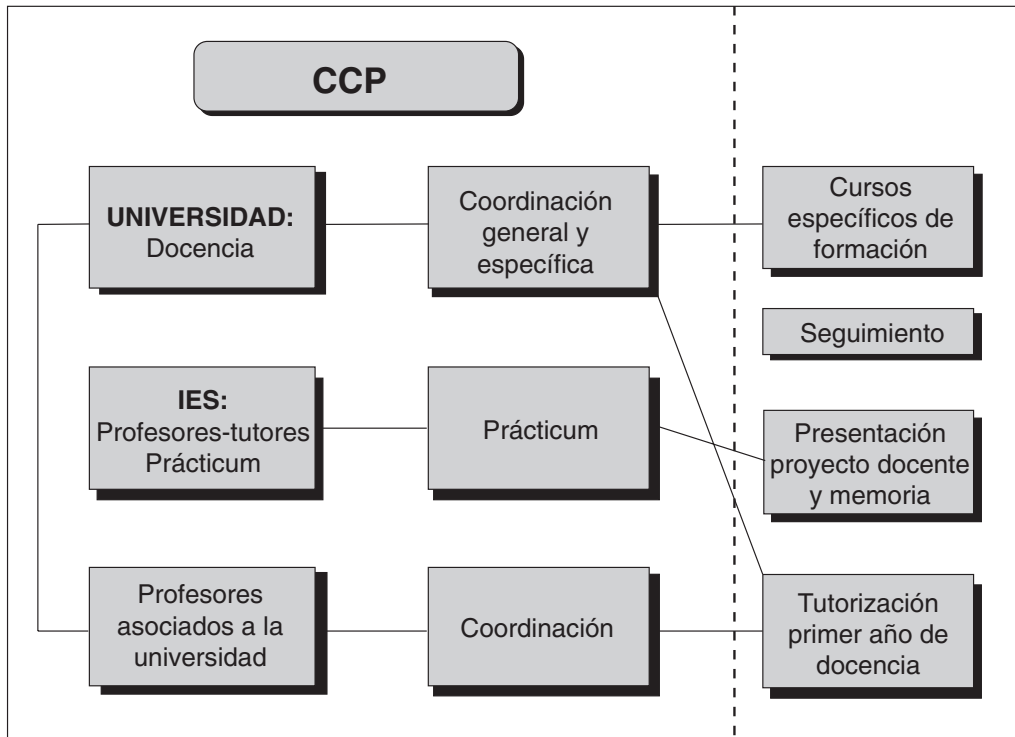 CCP
UNIVERSIDAD:
Docencia
Coordinación
general y
específica
Cursos
específicos de
formación
Seguimiento
IES:
Profesores-tutores
Prácticum
Prácticum
Presentación
proyecto docente
y memoria
Profesores
asociados a la
universidad
Coordinación
Tutorización
primer año de
docencia